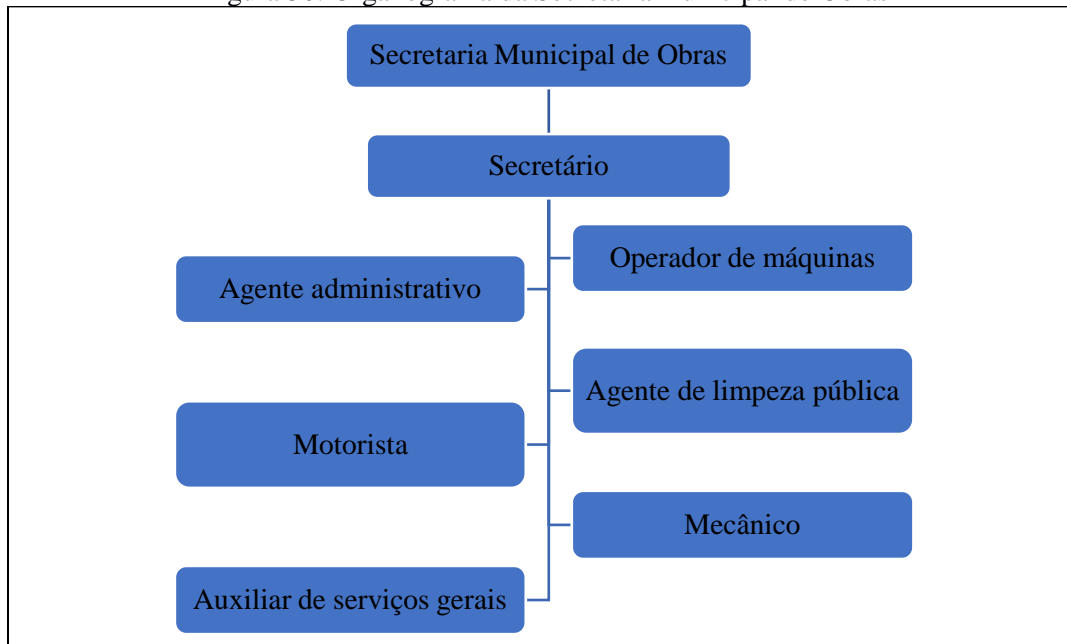 Secretaria Municipal de Obras
Secretário
Operador de máquinas
Agente administrativo
Agente de limpeza pública
Motorista
Mecânico
Auxiliar de serviços gerais